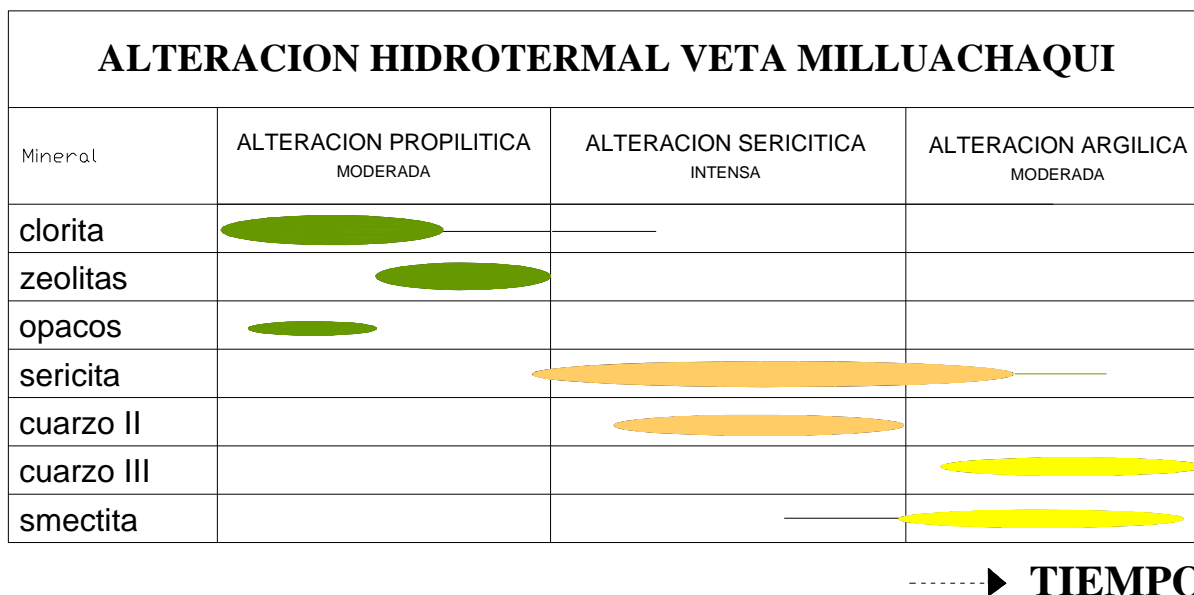 ALTERACION HIDROTERMAL VETA MILLUACHAQUI
Mineral
ALTERACION PROPILITICA
MODERADA
ALTERACION SERICITICA
INTENSA
ALTERACION ARGILICA
MODERADA
clorita
zeolitas
opacos
sericita
cuarzo II
cuarzo III
smectita
TIEMPO